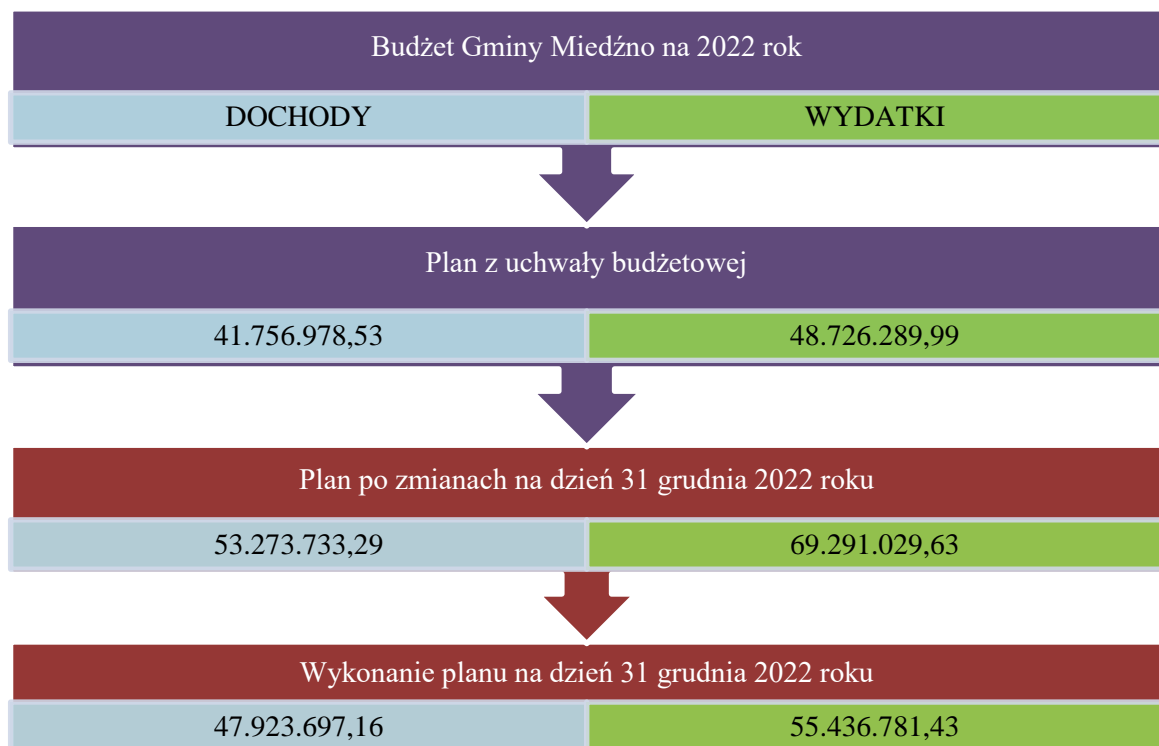 Budżet Gminy Miedźno na 2022 rok
DOCHODY WYDATKI
Plan z uchwały budżetowej
41.756.978,53 48.726.289,99
Plan po zmianach na dzień 31 grudnia 2022 roku
53.273.733,29 69.291.029,63
Wykonanie planu na dzień 31 grudnia 2022 roku
47.923.697,16 55.436.781,43